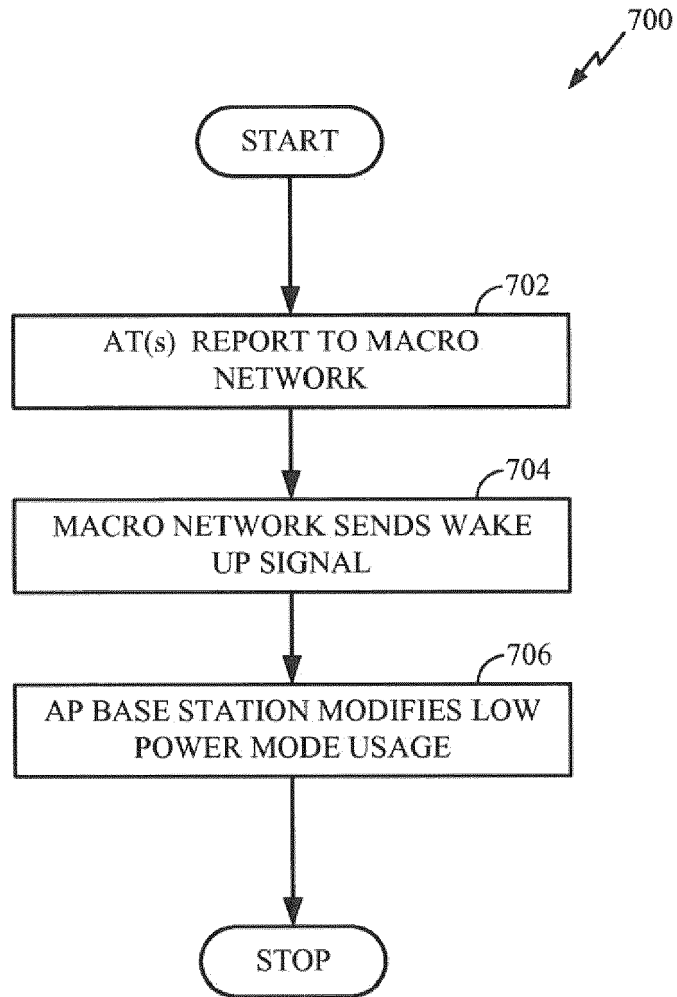 700
START
702
AT(s) REPORT TO MACRO
NETWORK
704
MACRO NETWORK SENDS WAKE
UP SIGNAL
706
AP BASE STATION MODIFIES LOW
POWER MODE USAGE
STOP